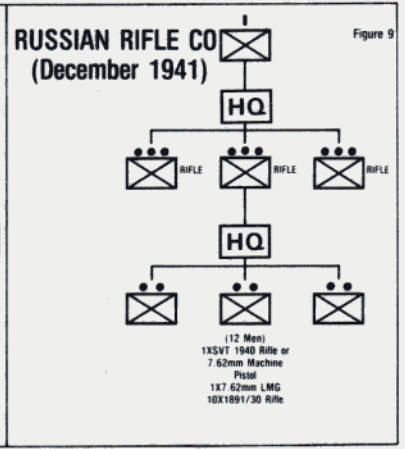 RUSSIAN RIFLE CO
(December 1941)
Figure 9
HQ
RIFLE
RIFLE
RIFLE
HQ
(12 Men)
1XSVT 1940 Rifle or
7.62mm Machine
Pistol
1X7.62mm LMG
10X1891/30 Rifle